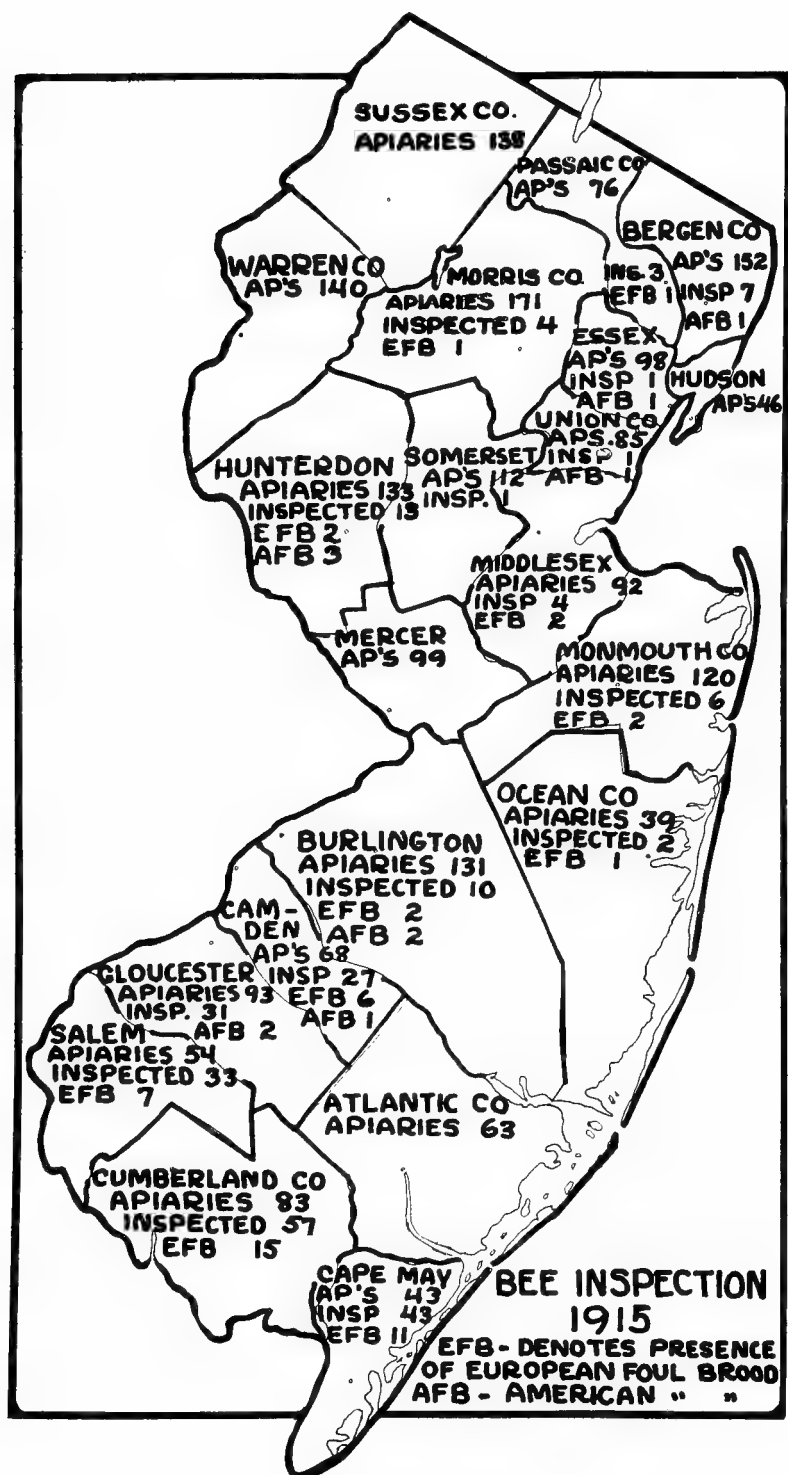 SUSSEX CO.
APIARIES 138
PASSAIC CO
AP'S 76
INS. 3
EFB 1
BERGEN CO
AP'S 152
INSP 7
AFB 1
WARREN CO
AP'S 140
MORRIS CO.
APIARIES 171
INSPECTED 4
EFB 1
ESSEX
AP'S 98
INSP 1
AFB 1
HUDSON
AP'S 46
UNION CO
APS. 85
INSP 1
AFB 1
HUNTERDON
APIARIES 133
INSPECTED 13
EFB 2
AFB 3
SOMERSET
AP'S 112
INSP. 1
MIDDLESEX
APIARIES 92
INSP 4
EFB 2
MERCER
AP'S 99
MONMOUTH CO
APIARIES 120
INSPECTED 6
EFB 2
OCEAN CO
APIARIES 39
INSPECTED 2
EFB 1
BURLINGTON
APIARIES 131
INSPECTED 10
EFB 2
AFB 2
CAM-
DEN
AP'S 68
INSP 27
EFB 6
AFB 1
GLOUCESTER
APIARIES 93
INSP. 31
AFB 2
SALEM
APIARIES 54
INSPECTED 33
EFB 7
ATLANTIC CO
APIARIES 63
CUMBERLAND CO
APIARIES 83
INSPECTED 57
EFB 15
CAPE MAY
AP'S 43
INSP 43
EFB 11
BEE INSPECTION
1915
EFB - DENOTES PRESENCE
OF EUROPEAN FOUL BROOD
AFB - AMERICAN " "